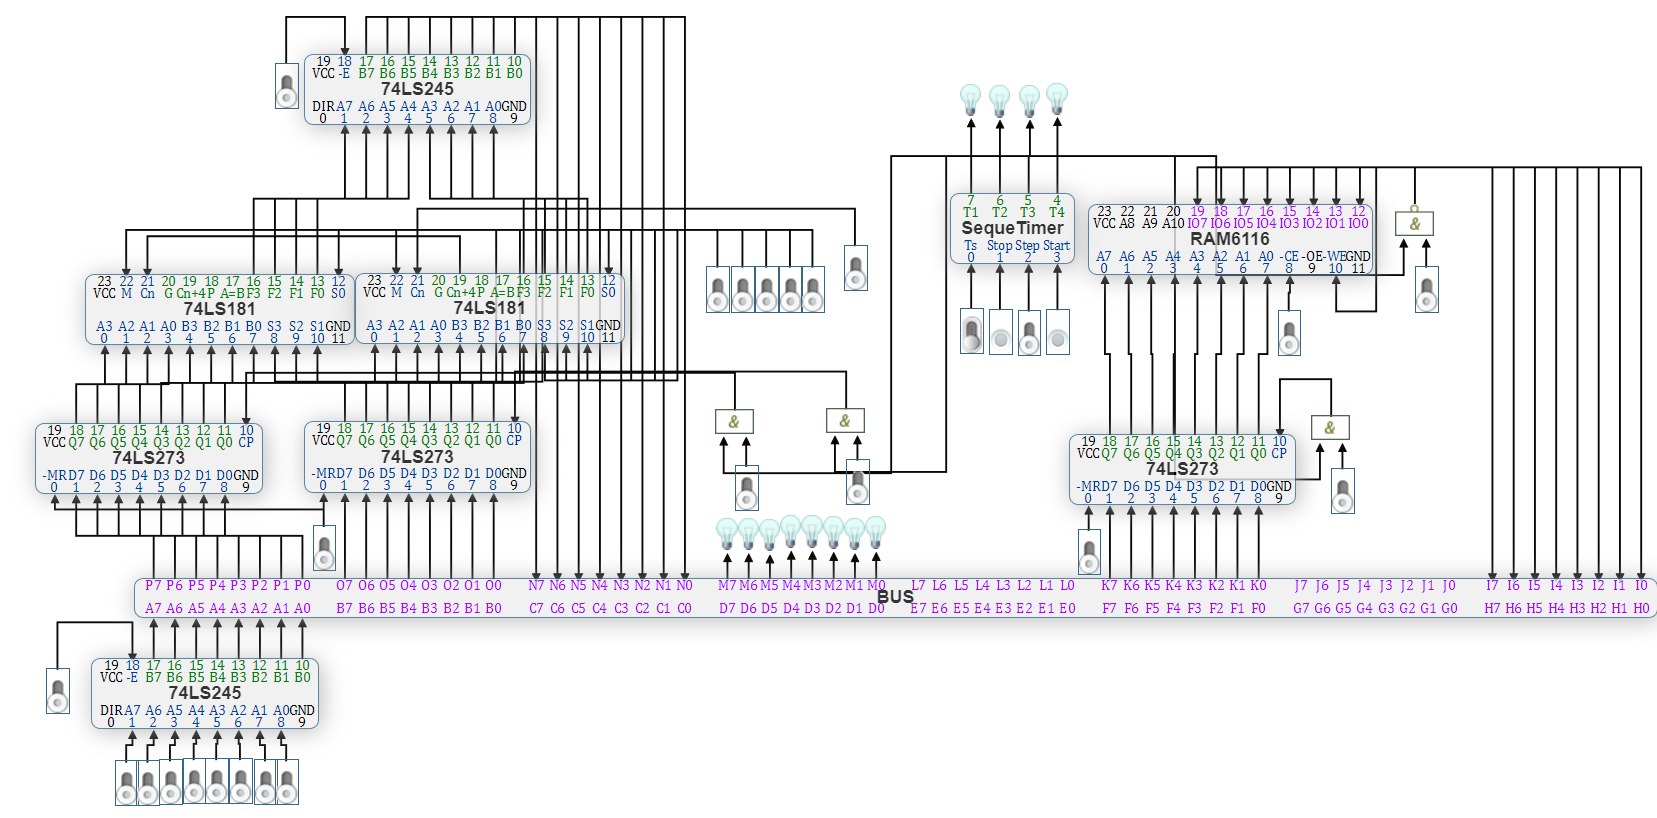 19 18 17 16 15 14 13 12 11 10
VCC -E B7 B6 B5 B4 B3 B2 B1 B0
74LS245
DIR A7 A6 A5 A4 A3 A2 A1 A0 GND
0 1 2 3 4 5 6 7 8 9
7 6 5 4
T1 T2 T3 T4
SequeTimer
Ts Stop Step Start
0 1 2 3
23 22 21 20 19 18 17 16 15 14 13 12
VCC A8 A9 A10 IO7 IO6 IO5 IO4 IO3 IO2 IO1 IO0
RAM6116
A7 A6 A5 A4 A3 A2 A1 A0 -CE -OE -WE GND
0 1 2 3 4 5 6 7 8 9 10 11
&
23 22 21 20 19 18 17 16 15 14 13 12
VCC M Cn G Cn+4 P A=B F3 F2 F1 F0 S0
74LS181
A3 A2 A1 A0 B3 B2 B1 B0 S3 S2 S1 GND
0 1 2 3 4 5 6 7 8 9 10 11
23 22 21 20 19 18 17 16 15 14 13 12
VCC M Cn G Cn+4 P A=B F3 F2 F1 F0 S0
74LS181
A3 A2 A1 A0 B3 B2 B1 B0 S3 S2 S1 GND
0 1 2 3 4 5 6 7 8 9 10 11
19 18 17 16 15 14 13 12 11 10
VCC Q7 Q6 Q5 Q4 Q3 Q2 Q1 Q0 CP
74LS273
-MR D7 D6 D5 D4 D3 D2 D1 D0 GND
0 1 2 3 4 5 6 7 8 9
19 18 17 16 15 14 13 12 11 10
VCC Q7 Q6 Q5 Q4 Q3 Q2 Q1 Q0 CP
74LS273
-MR D7 D6 D5 D4 D3 D2 D1 D0 GND
0 1 2 3 4 5 6 7 8 9
&
&
&
19 18 17 16 15 14 13 12 11 10
VCC Q7 Q6 Q5 Q4 Q3 Q2 Q1 Q0 CP
74LS273
-MR D7 D6 D5 D4 D3 D2 D1 D0 GND
0 1 2 3 4 5 6 7 8 9
P7 P6 P5 P4 P3 P2 P1 P0 O7 O6 O5 O4 O3 O2 O1 O0 N7 N6 N5 N4 N3 N2 N1 N0 M7 M6 M5 M4 M3 M2 M1 M0 L7 L6 L5 L4 L3 L2 L1 L0 K7 K6 K5 K4 K3 K2 K1 K0 J7 J6 J5 J4 J3 J2 J1 J0 I7 I6 I5 I4 I3 I2 I1 I0
BUS
A7 A6 A5 A4 A3 A2 A1 A0 B7 B6 B5 B4 B3 B2 B1 B0 C7 C6 C5 C4 C3 C2 C1 C0 D7 D6 D5 D4 D3 D2 D1 D0 E7 E6 E5 E4 E3 E2 E1 E0 F7 F6 F5 F4 F3 F2 F1 F0 G7 G6 G5 G4 G3 G2 G1 G0 H7 H6 H5 H4 H3 H2 H1 H0
19 18 17 16 15 14 13 12 11 10
VCC -E B7 B6 B5 B4 B3 B2 B1 B0
74LS245
DIR A7 A6 A5 A4 A3 A2 A1 A0 GND
0 1 2 3 4 5 6 7 8 9